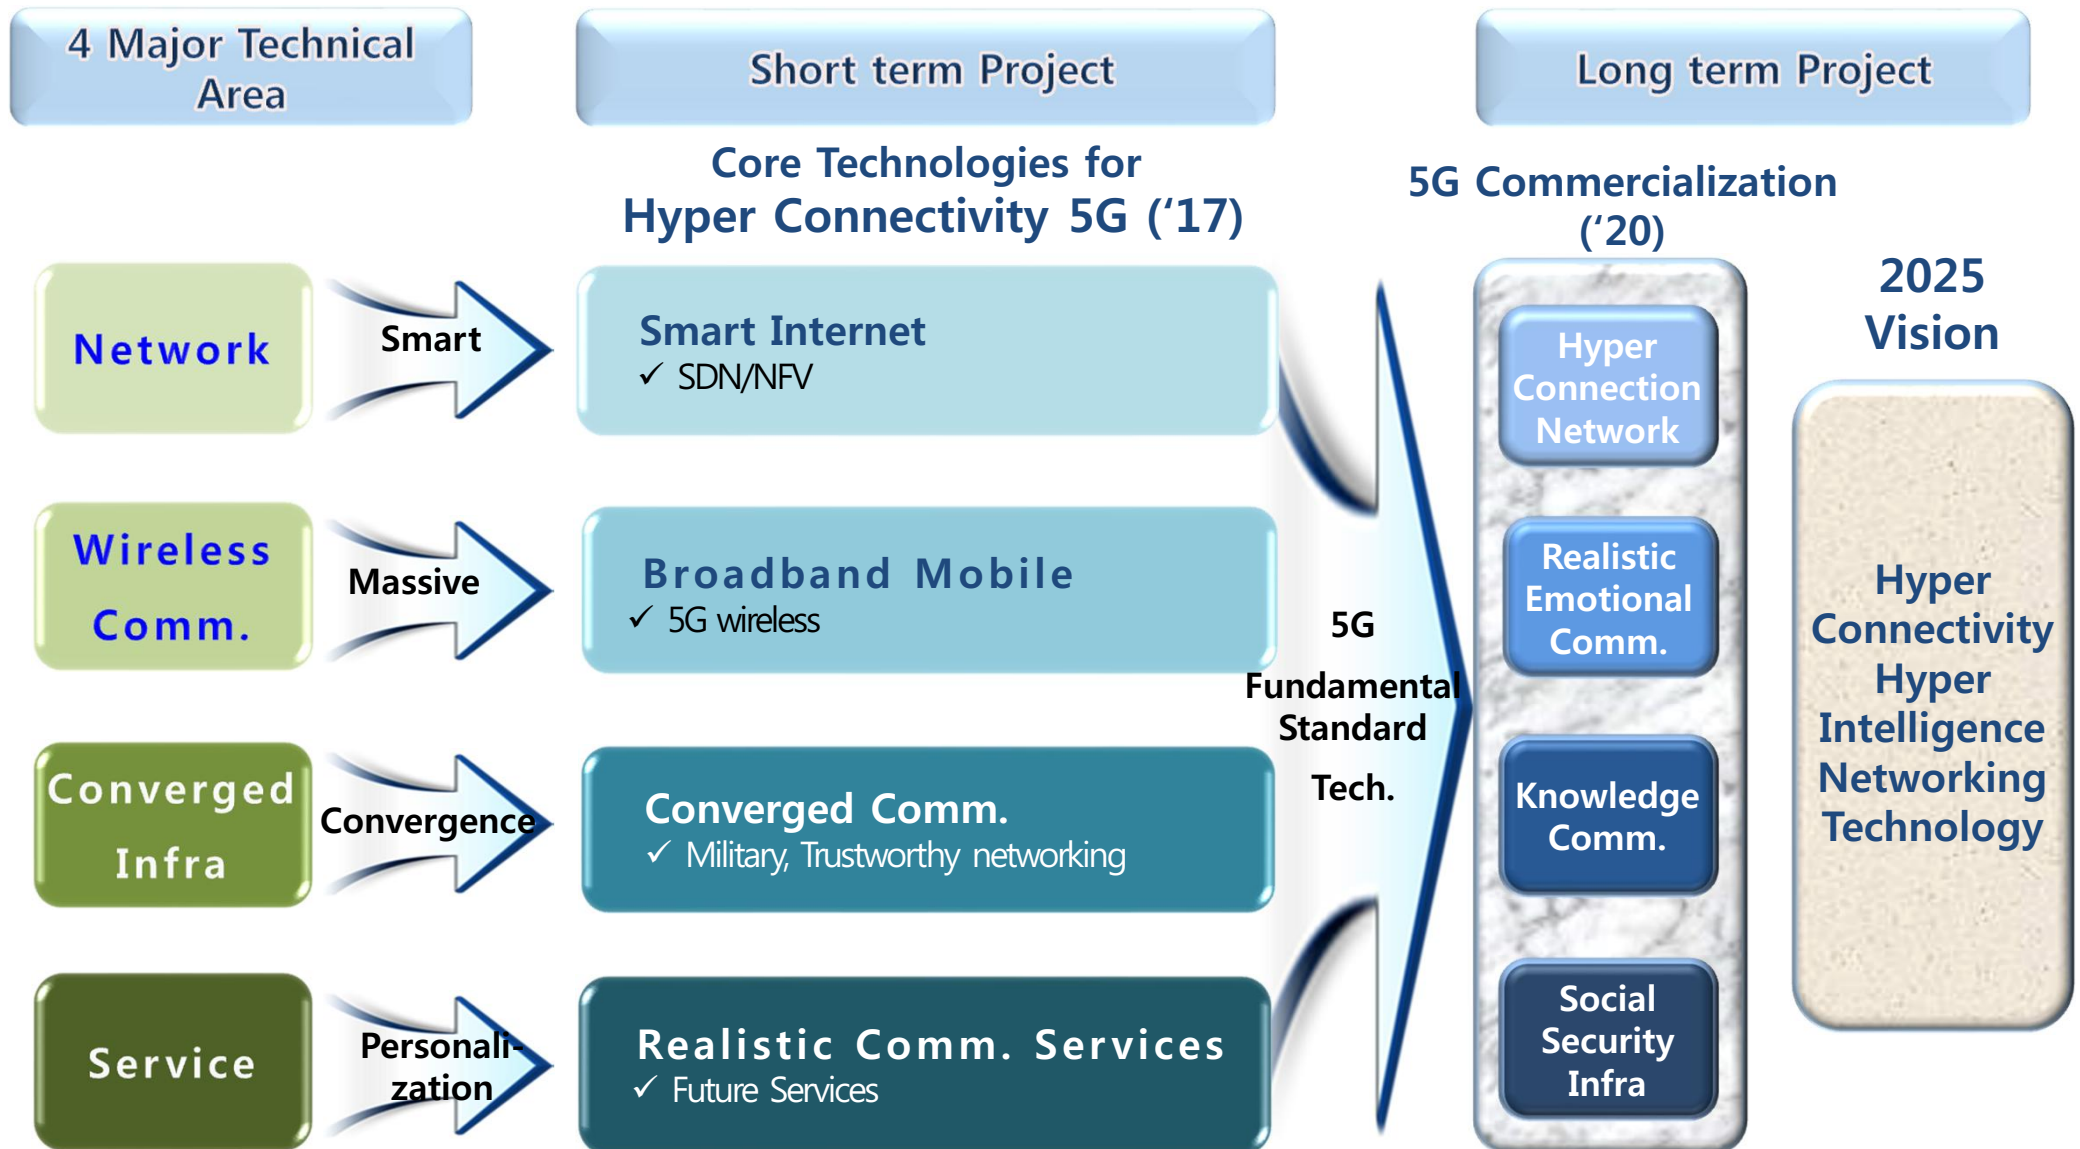 4 Major Technical
Area
Short term Project
Long term Project
Core Technologies for
Hyper Connectivity 5G (‘17)
5G Commercialization
(‘20)
2025
Vision
Network
Smart
Smart Internet
✓ SDN/NFV
Wireless
Comm.
Massive
Broadband Mobile
✓ 5G wireless
Converged
Infra
Convergence
Converged Comm.
✓ Military, Trustworthy networking
Service
Personali-
zation
Realistic Comm. Services
✓ Future Services
5G
Fundamental
Standard
Tech.
Hyper
Connection
Network
Realistic
Emotional
Comm.
Knowledge
Comm.
Social
Security
Infra
Hyper
Connectivity
Hyper
Intelligence
Networking
Technology